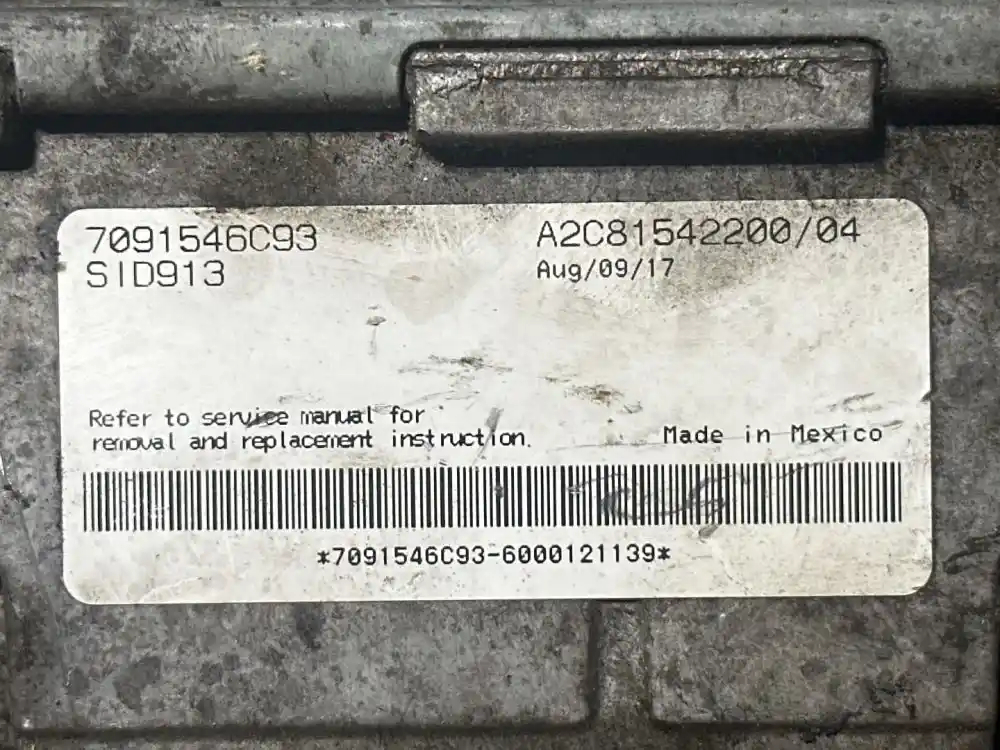 7091546C93
A2C81542200/04
SID913
Aug/09/17
Refer to service manual for
removal and replacement instruction.
Made in Mexico
*7091546C93-6000121139*